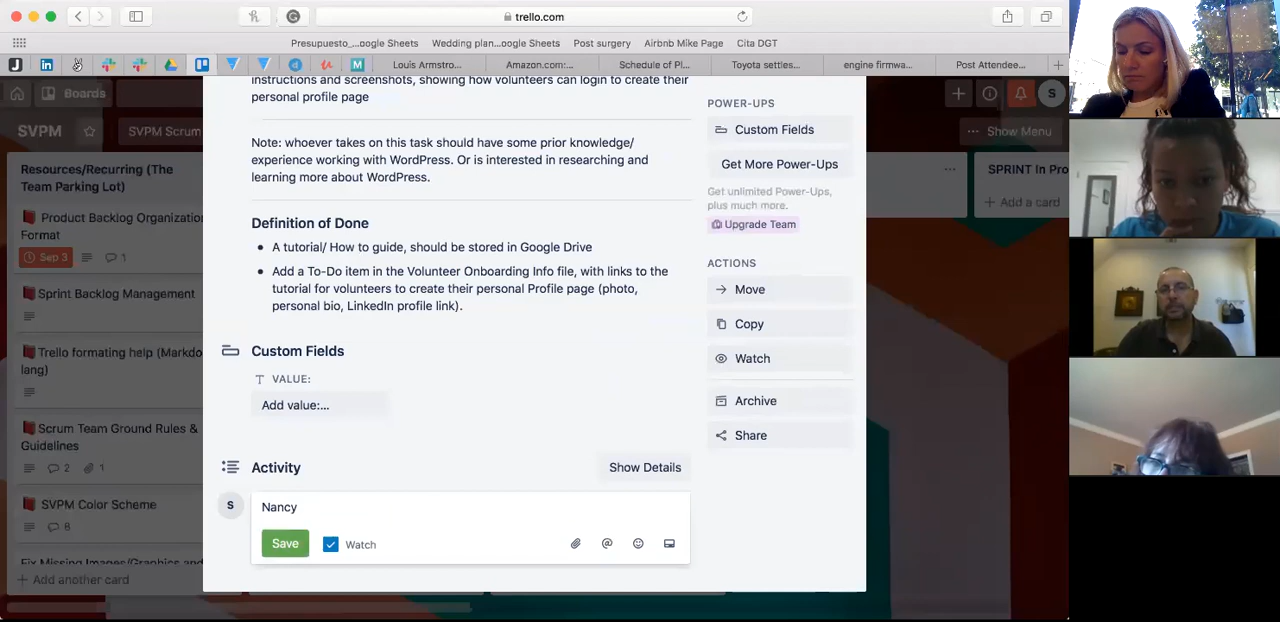 trello.com
Presupuesto_...oogle Sheets Wedding plan...oogle Sheets Post surgery Airbnb Mike Page Cita DGT
Louis Armstro... Amazon.com:... Schedule of Pl... Toyota settles... engine firmwa... Post Attendee...
Boards
S
SVPM
SVPM Scrum
Show Menu
Resources/Recurring (The
Team Parking Lot)
Product Backlog Organization
Format
Sep 3
1
Sprint Backlog Management
Trello formating help (Markdo
lang)
Scrum Team Ground Rules &
Guidelines
2 1
SVPM Color Scheme
8
Fix Missing Images/Graphics and
+ Add another card
instructions and screenshots, showing how volunteers can login to create their
personal profile page
Note: whoever takes on this task should have some prior knowledge/
experience working with WordPress. Or is interested in researching and
learning more about WordPress.
Definition of Done
A tutorial/ How to guide, should be stored in Google Drive
Add a To-Do item in the Volunteer Onboarding Info file, with links to the
tutorial for volunteers to create their personal Profile page (photo,
personal bio, LinkedIn profile link).
Custom Fields
VALUE:
Add value:...
Activity
Show Details
S
Nancy
Save
Watch
POWER-UPS
Custom Fields
Get More Power-Ups
Get unlimited Power-Ups,
plus much more.
Upgrade Team
ACTIONS
Move
Copy
Watch
Archive
Share
SPRINT In Pro
+ Add a card